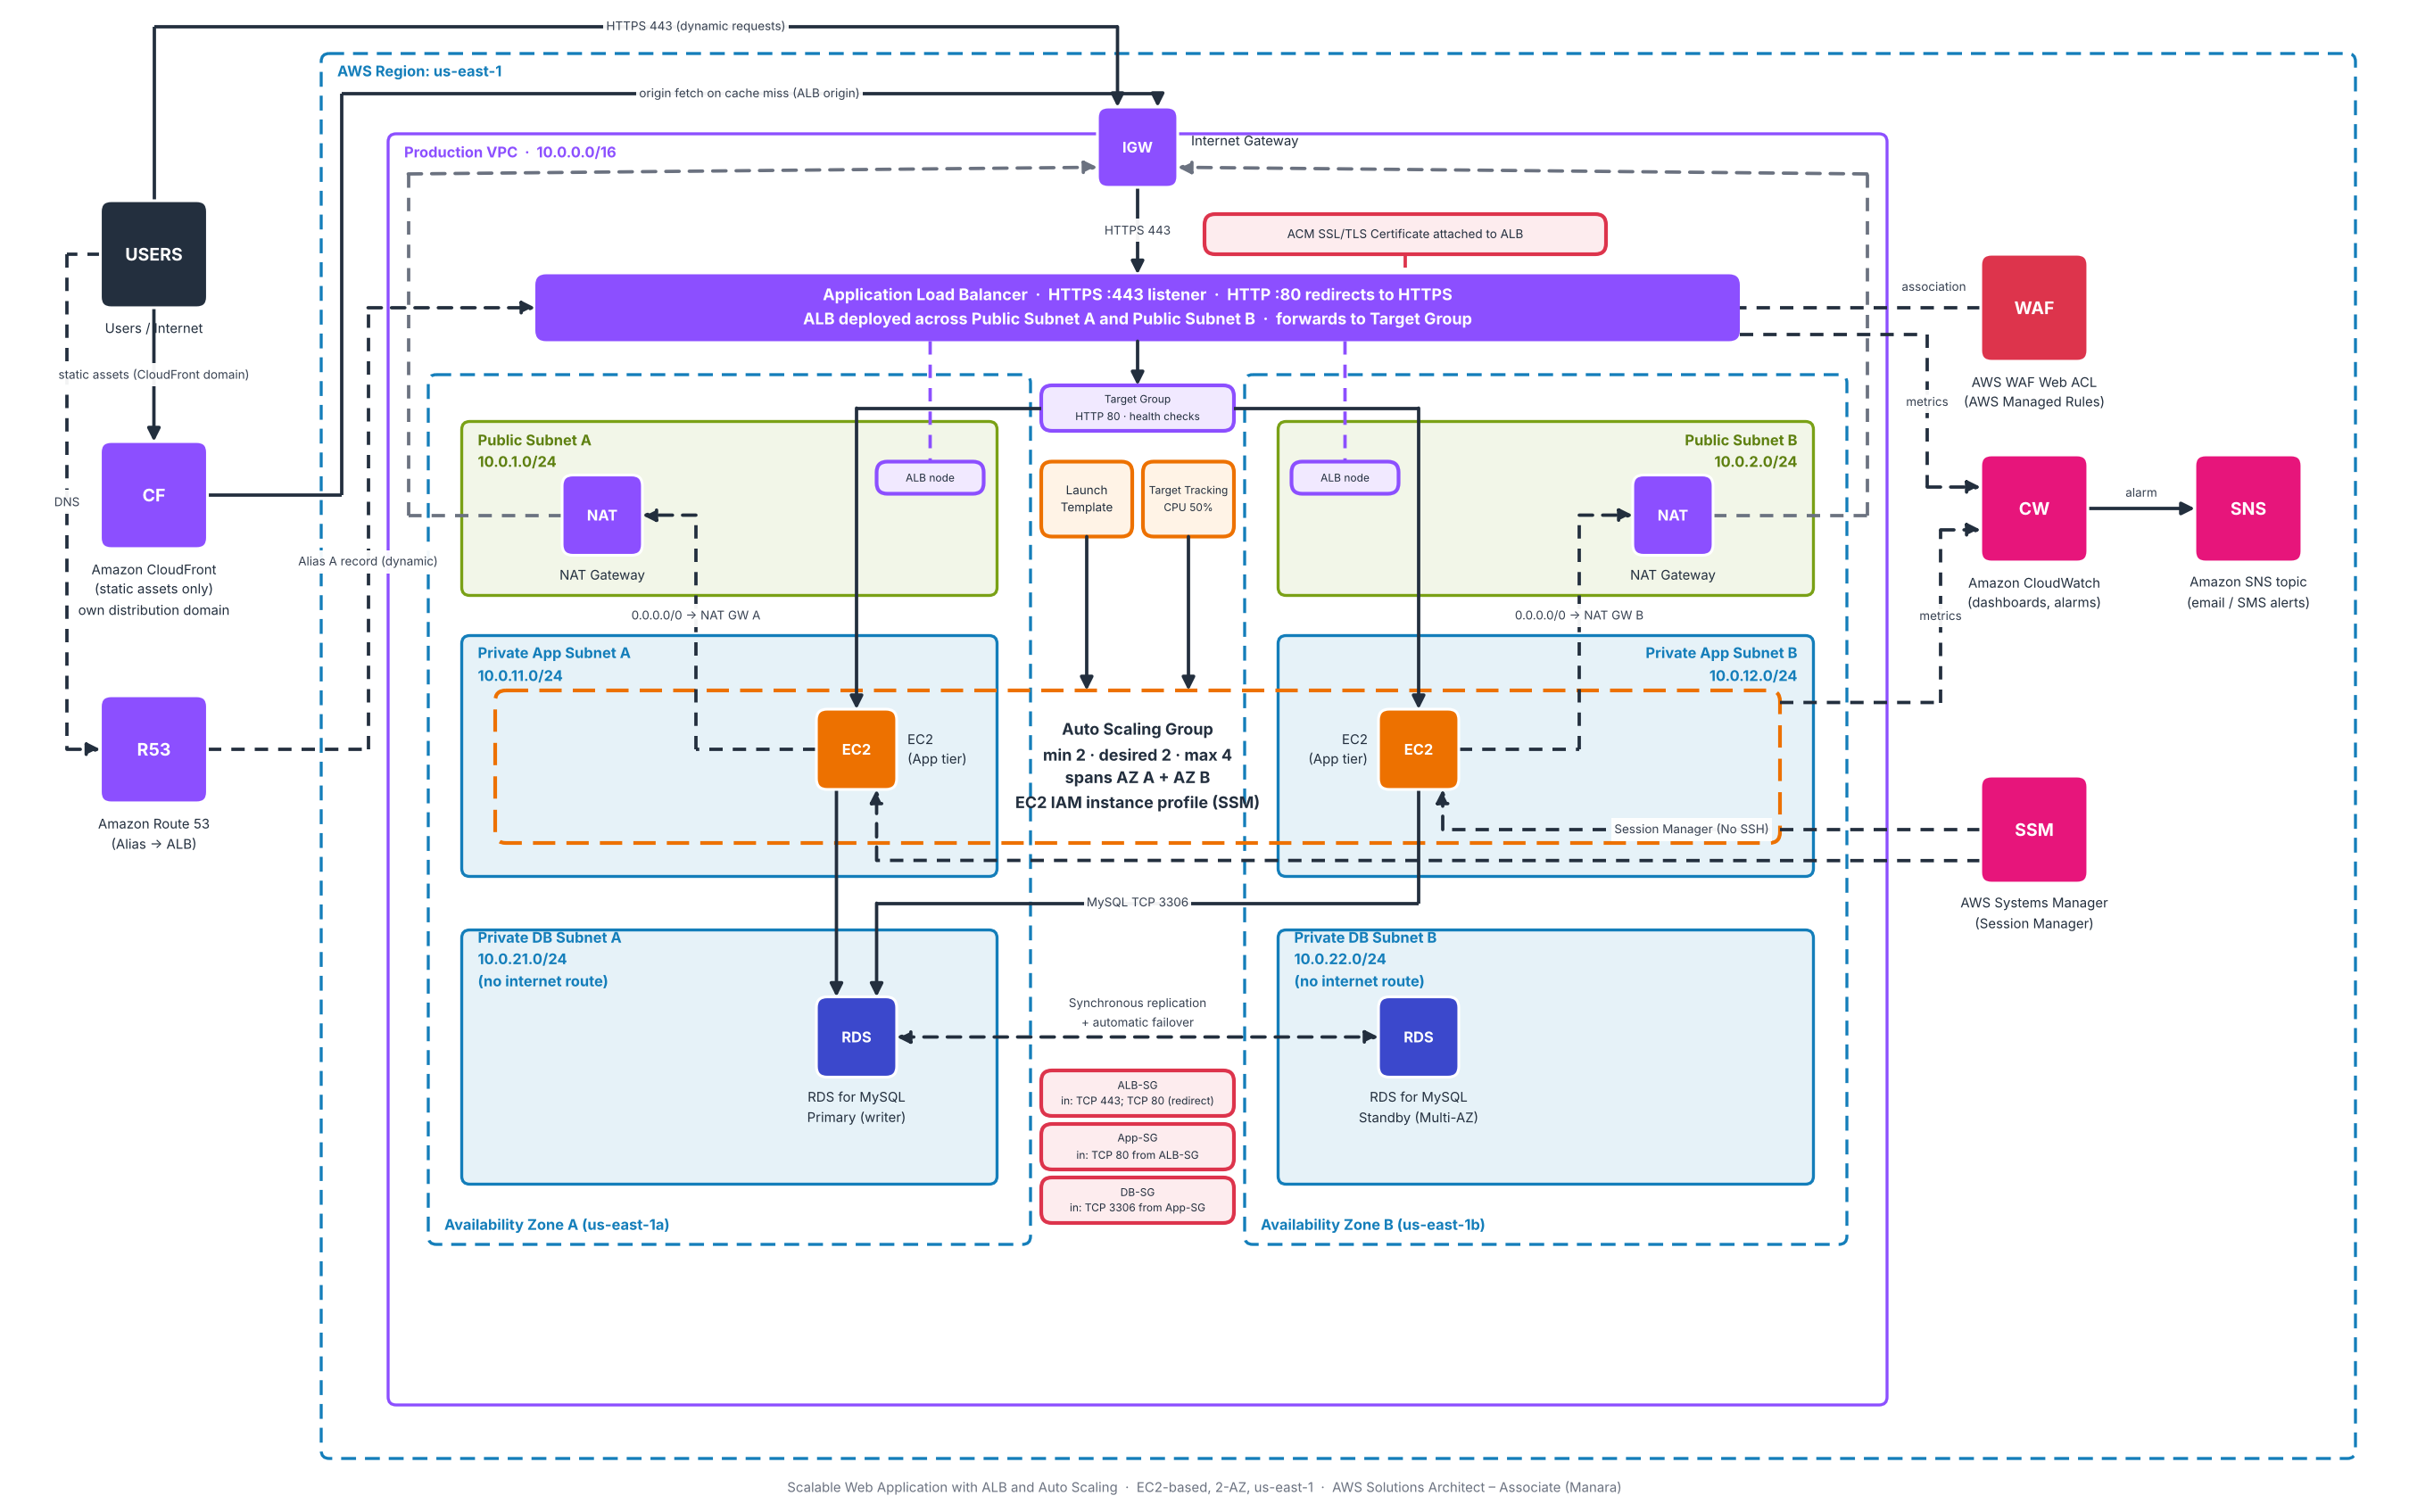 HTTPS 443 (dynamic requests)
AWS Region: us-east-1
origin fetch on cache miss (ALB origin)
IGW
Internet Gateway
Production VPC · 10.0.0.0/16
HTTPS 443
ACM SSL/TLS Certificate attached to ALB
USERS
Users / Internet
Application Load Balancer · HTTPS :443 listener · HTTP :80 redirects to HTTPS
ALB deployed across Public Subnet A and Public Subnet B · forwards to Target Group
association
WAF
AWS WAF Web ACL
(AWS Managed Rules)
static assets (CloudFront domain)
metrics
Target Group
HTTP 80 · health checks
Public Subnet A
10.0.1.0/24
ALB node
NAT
NAT Gateway
Launch
Template
Target Tracking
CPU 50%
Public Subnet B
10.0.2.0/24
ALB node
NAT
NAT Gateway
CF
Amazon CloudFront
(static assets only)
own distribution domain
DNS
Alias A record (dynamic)
CW
Amazon CloudWatch
(dashboards, alarms)
alarm
SNS
Amazon SNS topic
(email / SMS alerts)
metrics
0.0.0.0/0 → NAT GW A
0.0.0.0/0 → NAT GW B
Private App Subnet A
10.0.11.0/24
Private App Subnet B
10.0.12.0/24
R53
Amazon Route 53
(Alias → ALB)
EC2
EC2
(App tier)
Auto Scaling Group
min 2 · desired 2 · max 4
spans AZ A + AZ B
EC2 IAM instance profile (SSM)
EC2
(App tier)
EC2
Session Manager (No SSH)
SSM
AWS Systems Manager
(Session Manager)
MySQL TCP 3306
Private DB Subnet A
10.0.21.0/24
(no internet route)
Private DB Subnet B
10.0.22.0/24
(no internet route)
RDS
RDS for MySQL
Primary (writer)
Synchronous replication
+ automatic failover
RDS
RDS for MySQL
Standby (Multi-AZ)
ALB-SG
in: TCP 443; TCP 80 (redirect)
App-SG
in: TCP 80 from ALB-SG
DB-SG
in: TCP 3306 from App-SG
Availability Zone A (us-east-1a)
Availability Zone B (us-east-1b)
Scalable Web Application with ALB and Auto Scaling · EC2-based, 2-AZ, us-east-1 · AWS Solutions Architect – Associate (Manara)